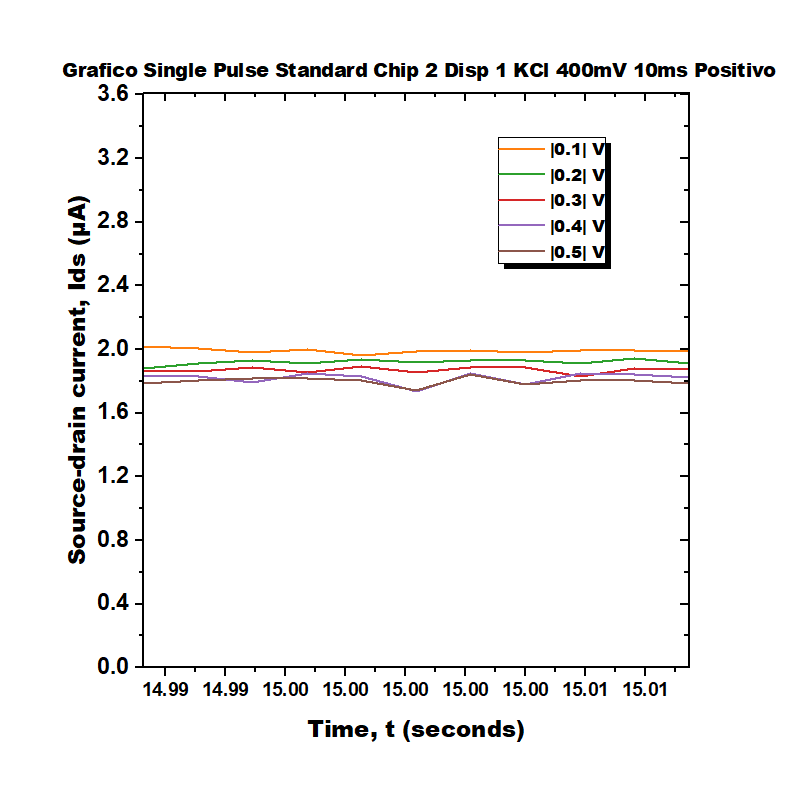 Grafico Single Pulse Standard Chip 2 Disp 1 KCl 400mV 10ms Positivo
3.6
3.2
2.8
2.4
2.0
1.6
1.2
0.8
0.4
0.0
Source-drain current, Ids (µA)
|0.1| V
|0.2| V
|0.3| V
|0.4| V
|0.5| V
14.99 14.99 15.00 15.00 15.00 15.00 15.00 15.01 15.01
Time, t (seconds)